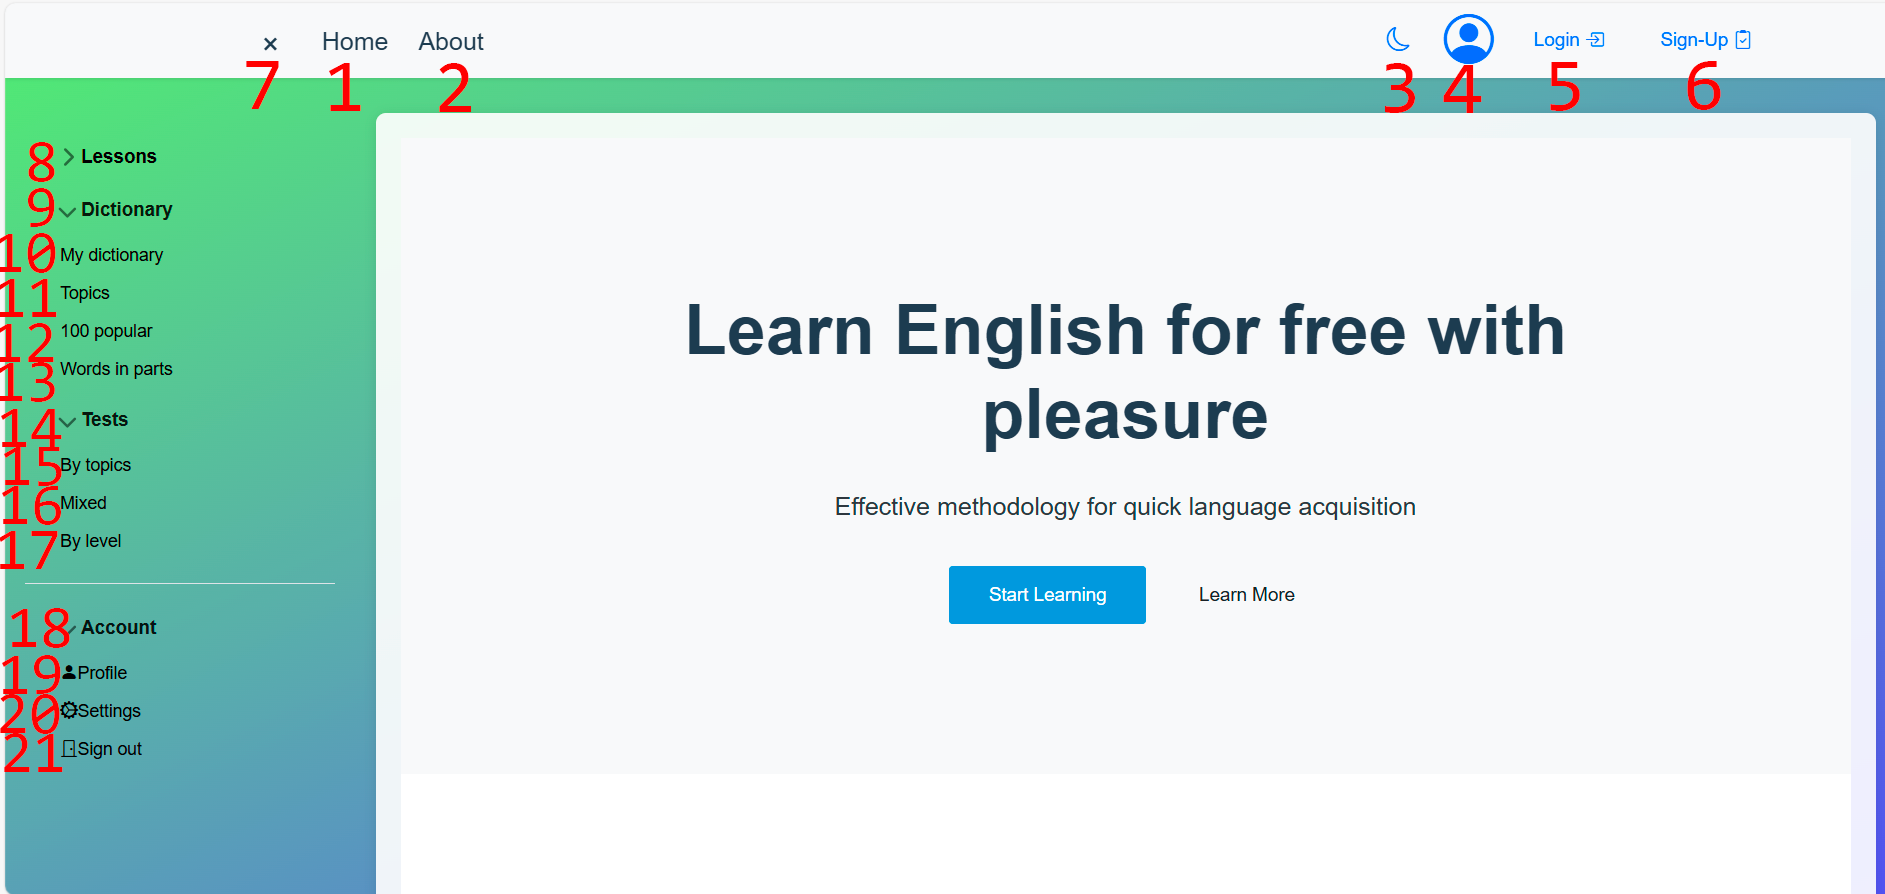 × Home About Login Sign-Up
7 1 2 3 4 5 6
8 Lessons
9 Dictionary
10 My dictionary
11 Topics
12 100 popular
13 Words in parts
14 Tests
15 By topics
16 Mixed
17 By level
18 Account
19 Profile
20 Settings
21 Sign out
Learn English for free with
pleasure
Effective methodology for quick language acquisition
Start Learning Learn More